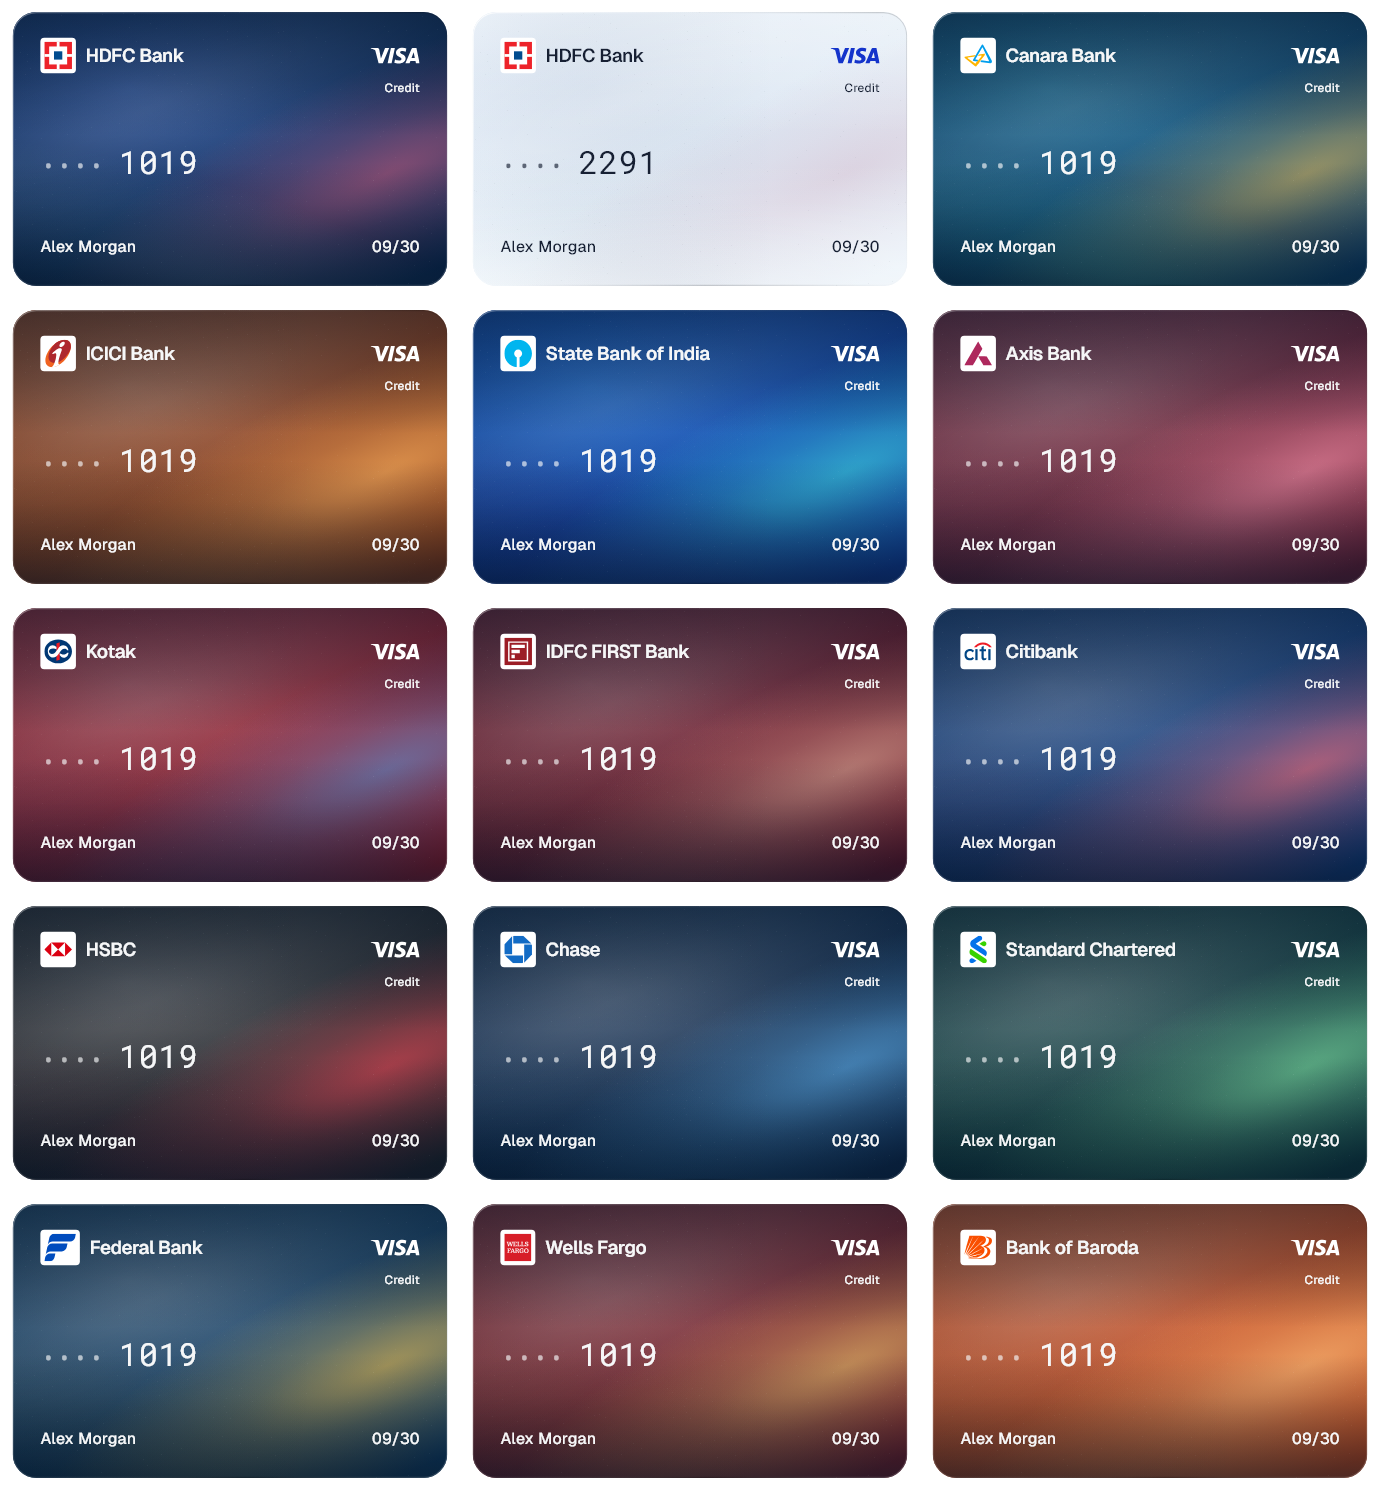 HDFC Bank VISA
Credit
•••• 1019
Alex Morgan 09/30
HDFC Bank VISA
Credit
•••• 2291
Alex Morgan 09/30
Canara Bank VISA
Credit
•••• 1019
Alex Morgan 09/30
ICICI Bank VISA
Credit
•••• 1019
Alex Morgan 09/30
State Bank of India VISA
Credit
•••• 1019
Alex Morgan 09/30
Axis Bank VISA
Credit
•••• 1019
Alex Morgan 09/30
Kotak VISA
Credit
•••• 1019
Alex Morgan 09/30
IDFC FIRST Bank VISA
Credit
•••• 1019
Alex Morgan 09/30
citi Citibank VISA
Credit
•••• 1019
Alex Morgan 09/30
HSBC VISA
Credit
•••• 1019
Alex Morgan 09/30
Chase VISA
Credit
•••• 1019
Alex Morgan 09/30
Standard Chartered VISA
Credit
•••• 1019
Alex Morgan 09/30
Federal Bank VISA
Credit
•••• 1019
Alex Morgan 09/30
WELLS
FARGO
Wells Fargo VISA
Credit
•••• 1019
Alex Morgan 09/30
Bank of Baroda VISA
Credit
•••• 1019
Alex Morgan 09/30